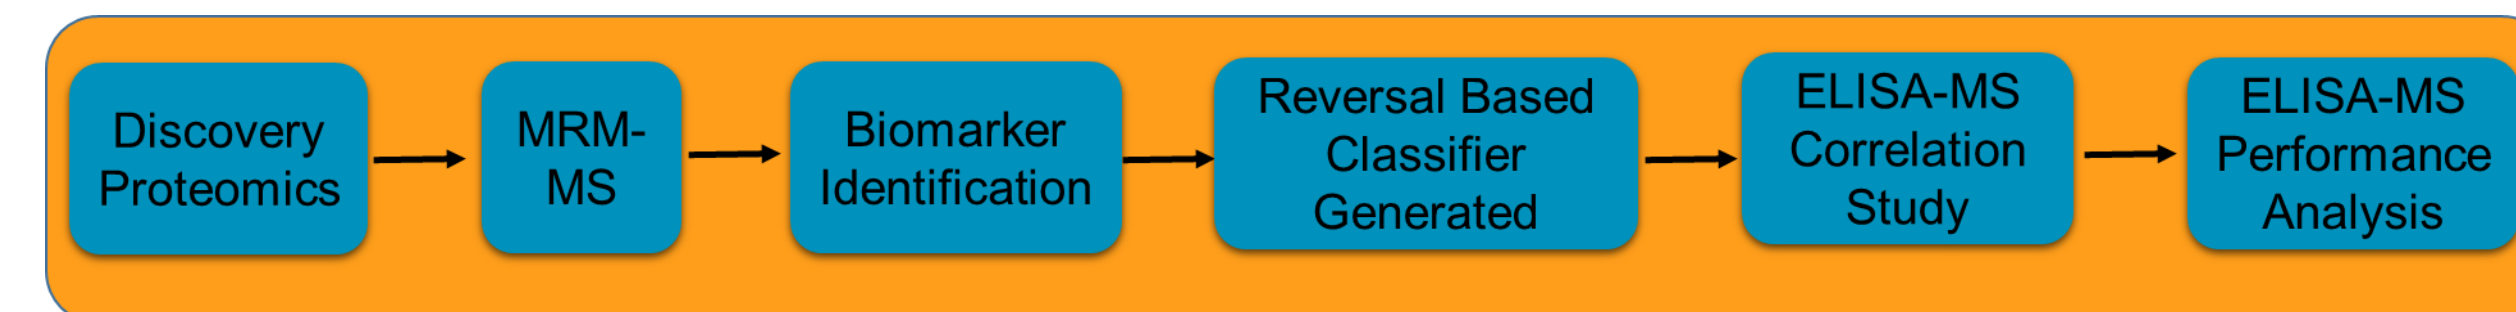 Discovery
Proteomics
MRM-
MS
Biomarker
Identification
Reversal Based
Classifier
Generated
ELISA-MS
Correlation
Study
ELISA-MS
Performance
Analysis